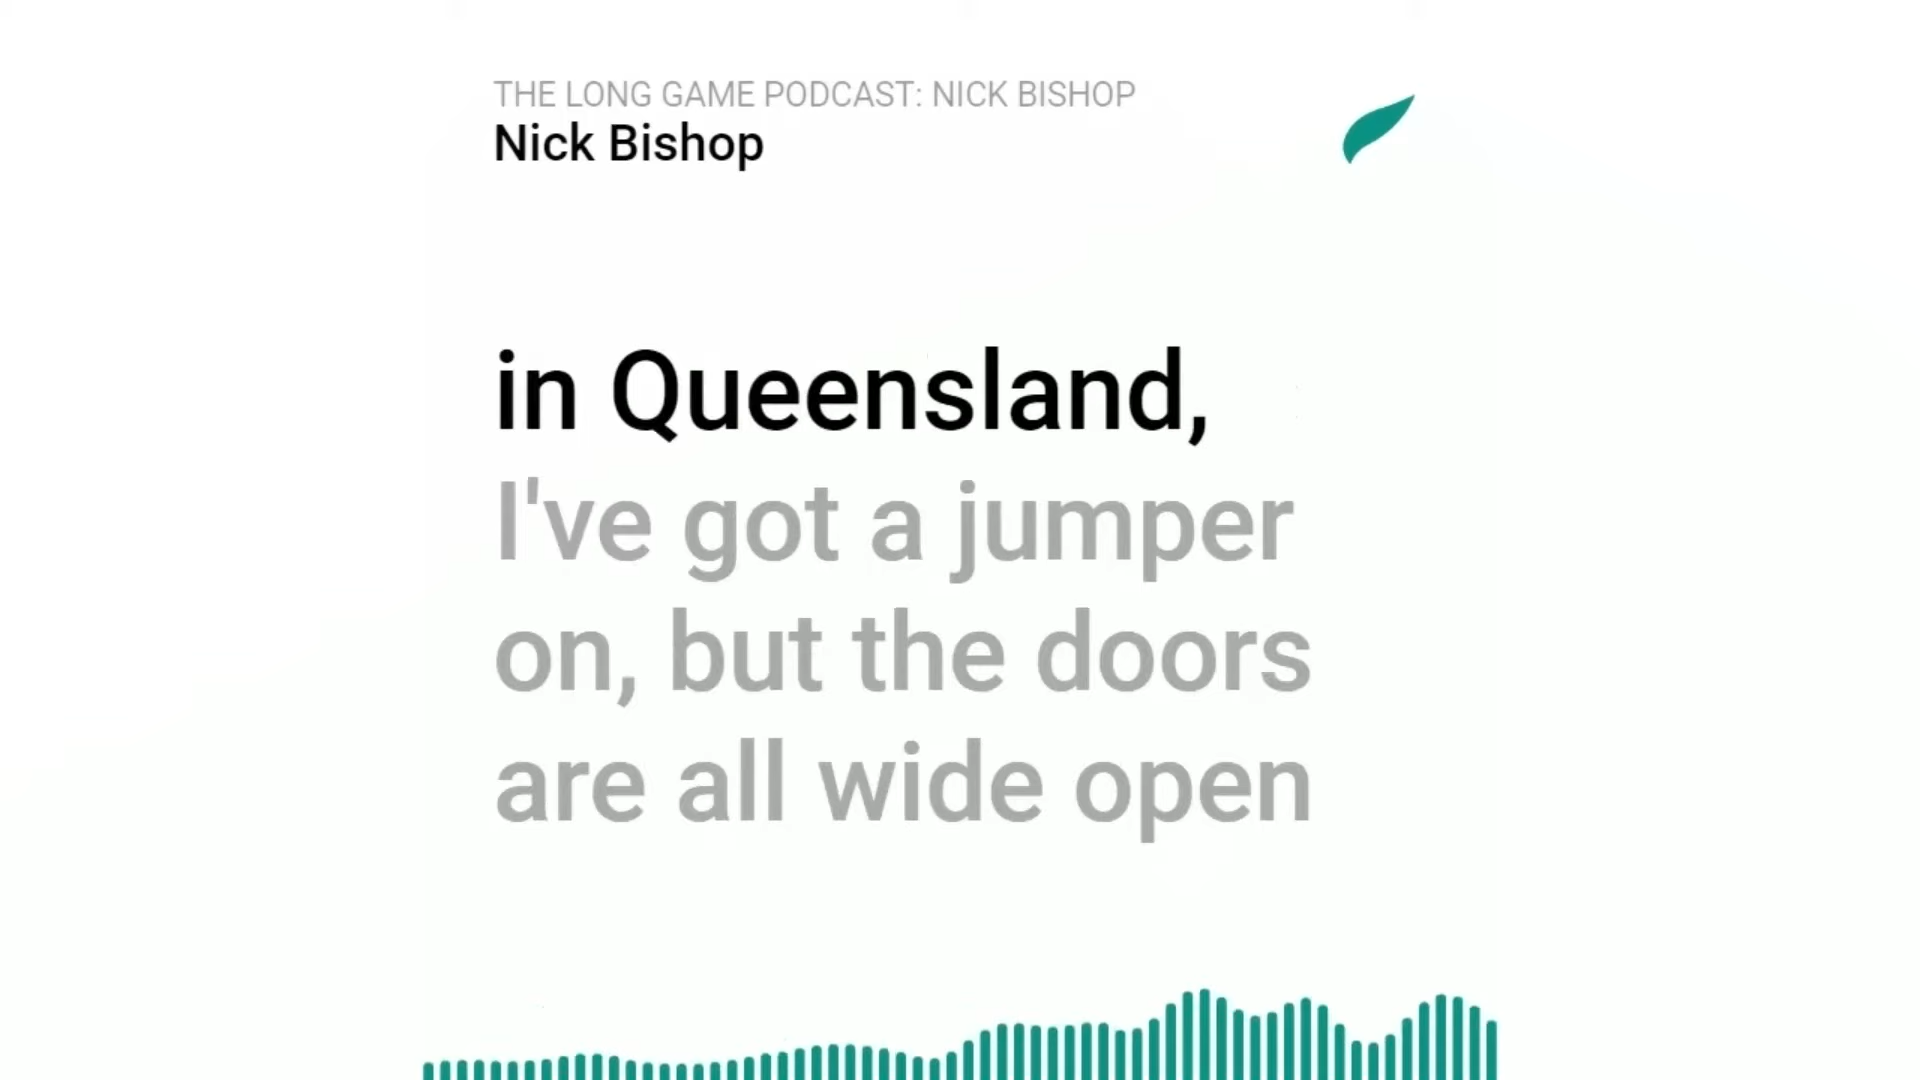 THE LONG GAME PODCAST: NICK BISHOP
Nick Bishop
in Queensland,
I've got a jumper
on, but the doors
are all wide open